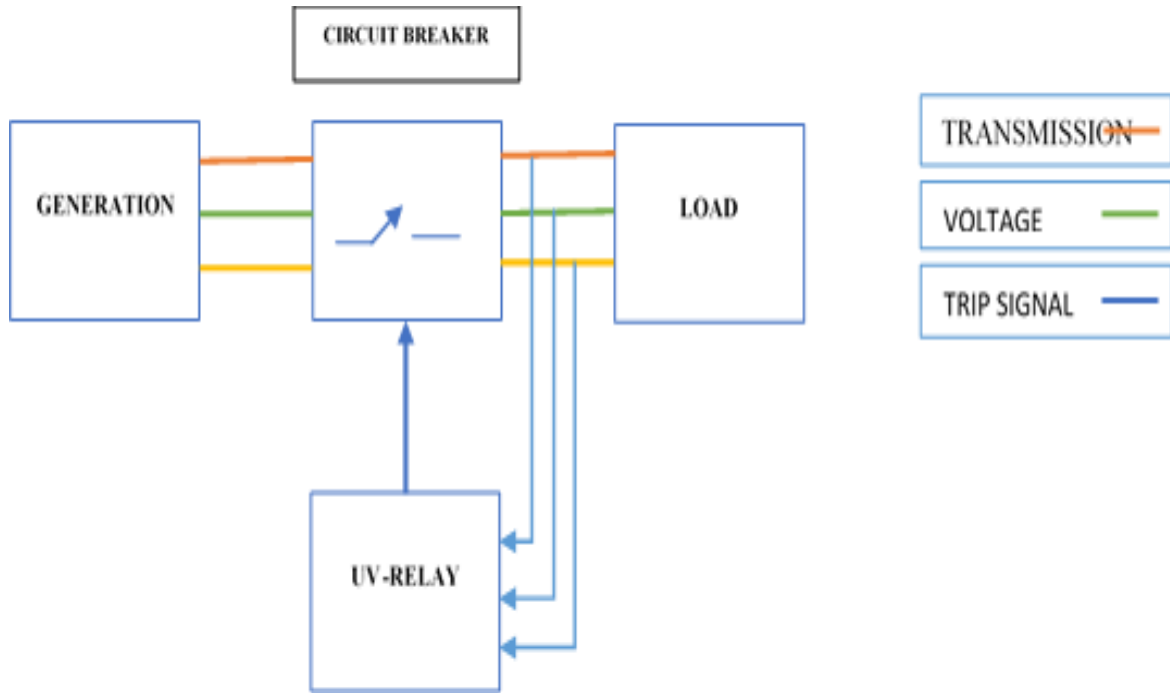 CIRCUIT BREAKER
GENERATION
LOAD
UV-RELAY
TRANSMISSION
VOLTAGE
TRIP SIGNAL